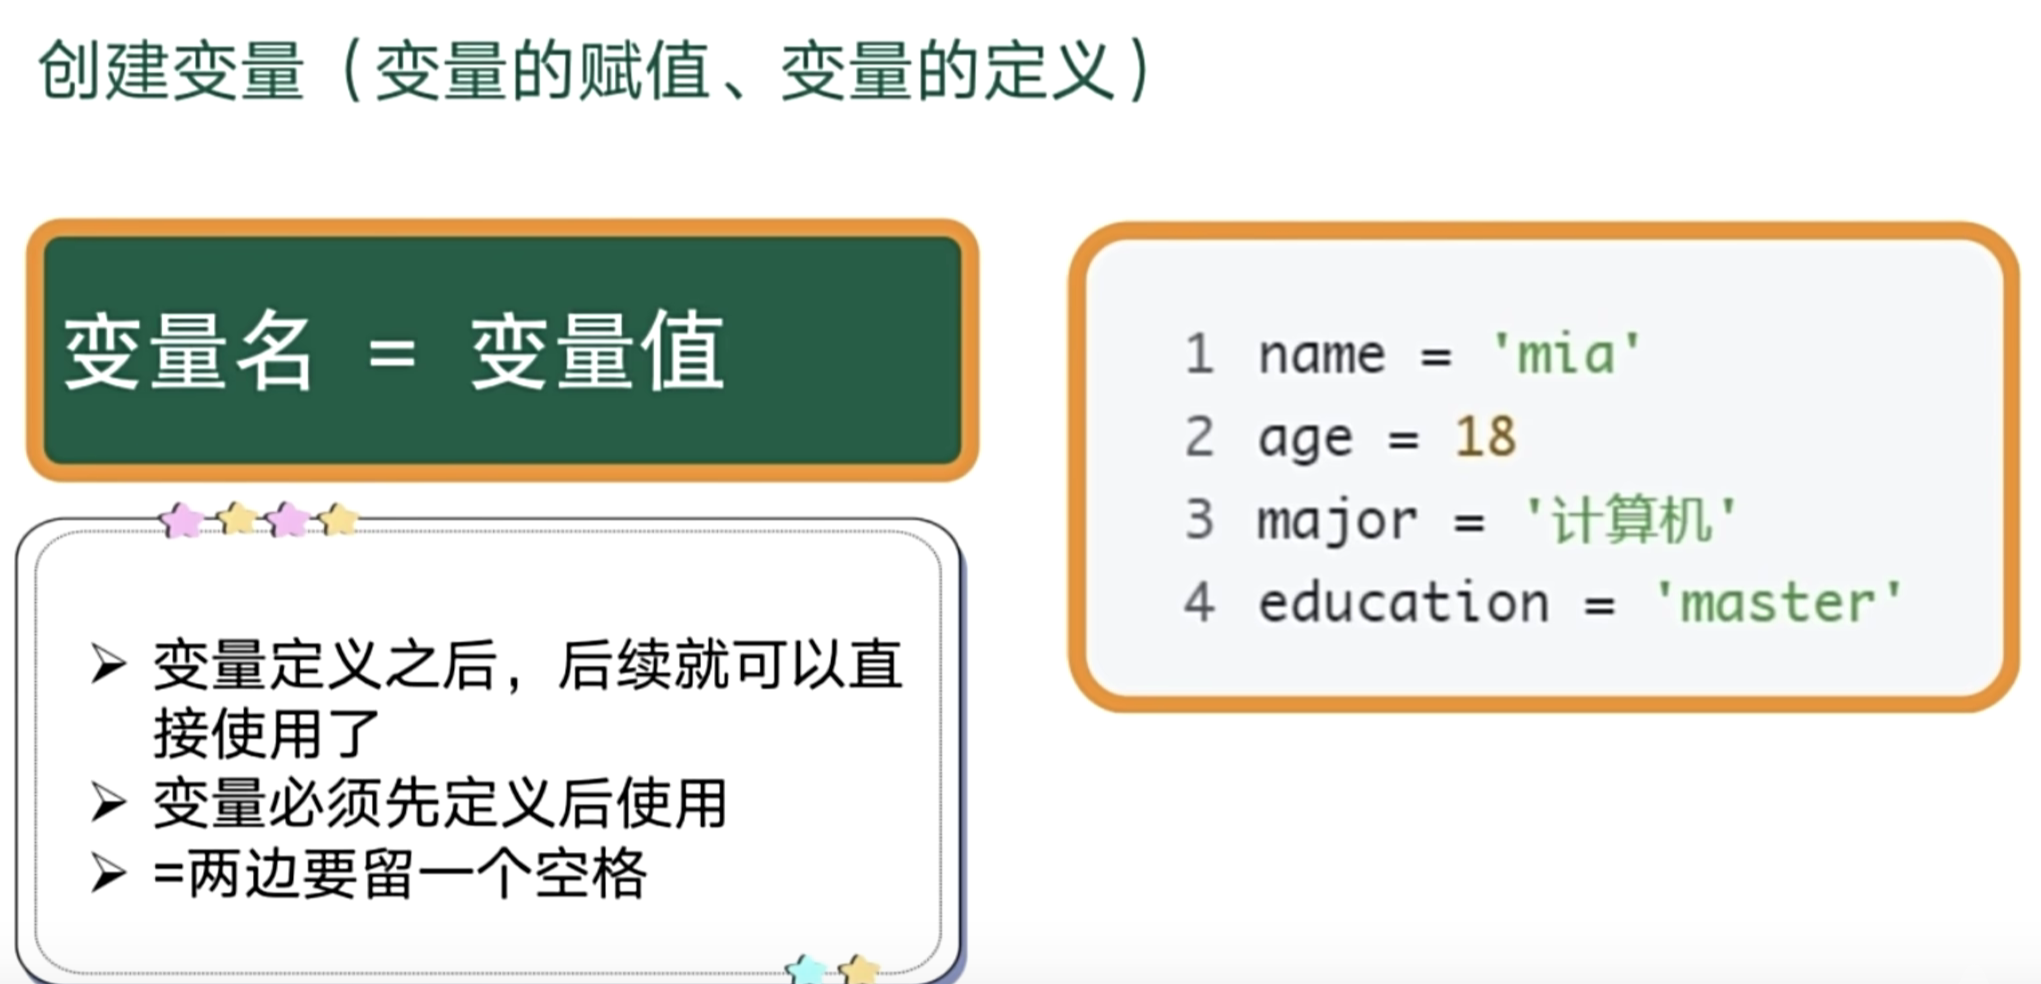 创建变量（变量的赋值、变量的定义）
变量名 = 变量值
变量定义之后，后续就可以直
接使用了
变量必须先定义后使用
=两边要留一个空格
1 name = 'mia'
2 age = 18
3 major = '计算机'
4 education = 'master'